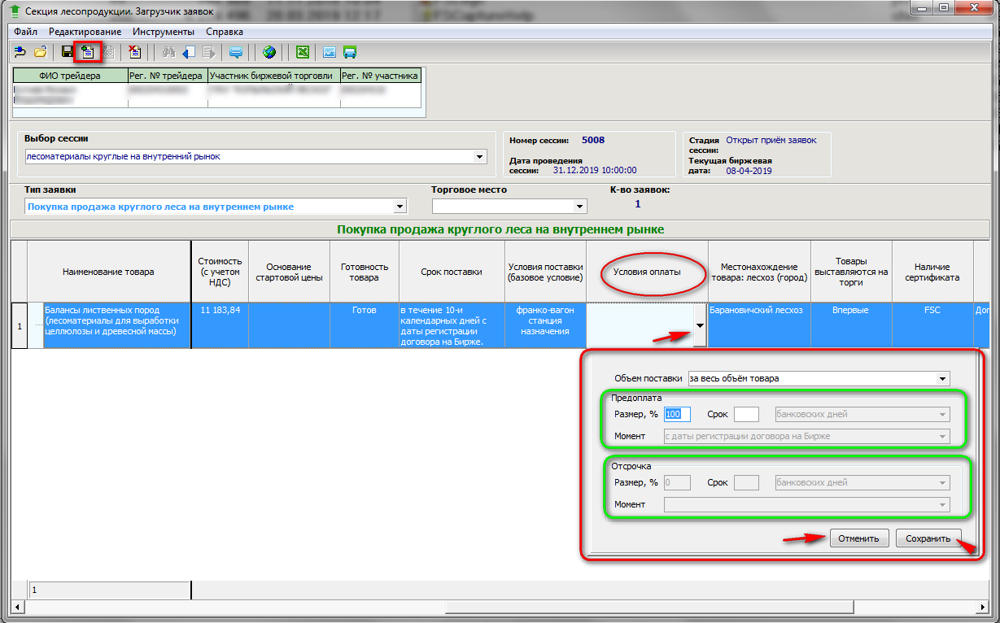 Секция лесопродукции. Загрузчик заявок
Файл Редактирование Инструменты Справка
ФИО трейдера Рег. № трейдера Участник биржевой торговли Рег. № участника
Выбор сессии
лесоматериалы круглые на внутренний рынок
Номер сессии: 5008
Дата проведения
сессии: 31.12.2019 10:00:00
Стадия Открыт приём заявок
сессии:
Текущая биржевая
дата: 08-04-2019
Тип заявки
Покупка продажа круглого леса на внутреннем рынке
Торговое место
К-во заявок:
1
Покупка продажа круглого леса на внутреннем рынке
Наименование товара
Стоимость
(с учетом
НДС)
Основание
стартовой цены
Готовность
товара
Срок поставки
Условия поставки
(базовое условие)
Условия оплаты
Местонахождение
товара: лесхоз (город)
Товары
выставляются на
торги
Наличие
сертификата
1
Балансы лиственных пород
(лесоматериалы для выработки
целлюлозы и древесной массы)
11 183,84
Готов
в течение 10-и
календарных дней с
даты регистрации
договора на Бирже.
франко-вагон
станция
назначения
Барановичский лесхоз
Впервые
FSC
Дог
Объем поставки за весь объём товара
Предоплата
Размер, % 100 Срок банковских дней
Момент с даты регистрации договора на Бирже
Отсрочка
Размер, % 0 Срок банковских дней
Момент
Отменить Сохранить
1